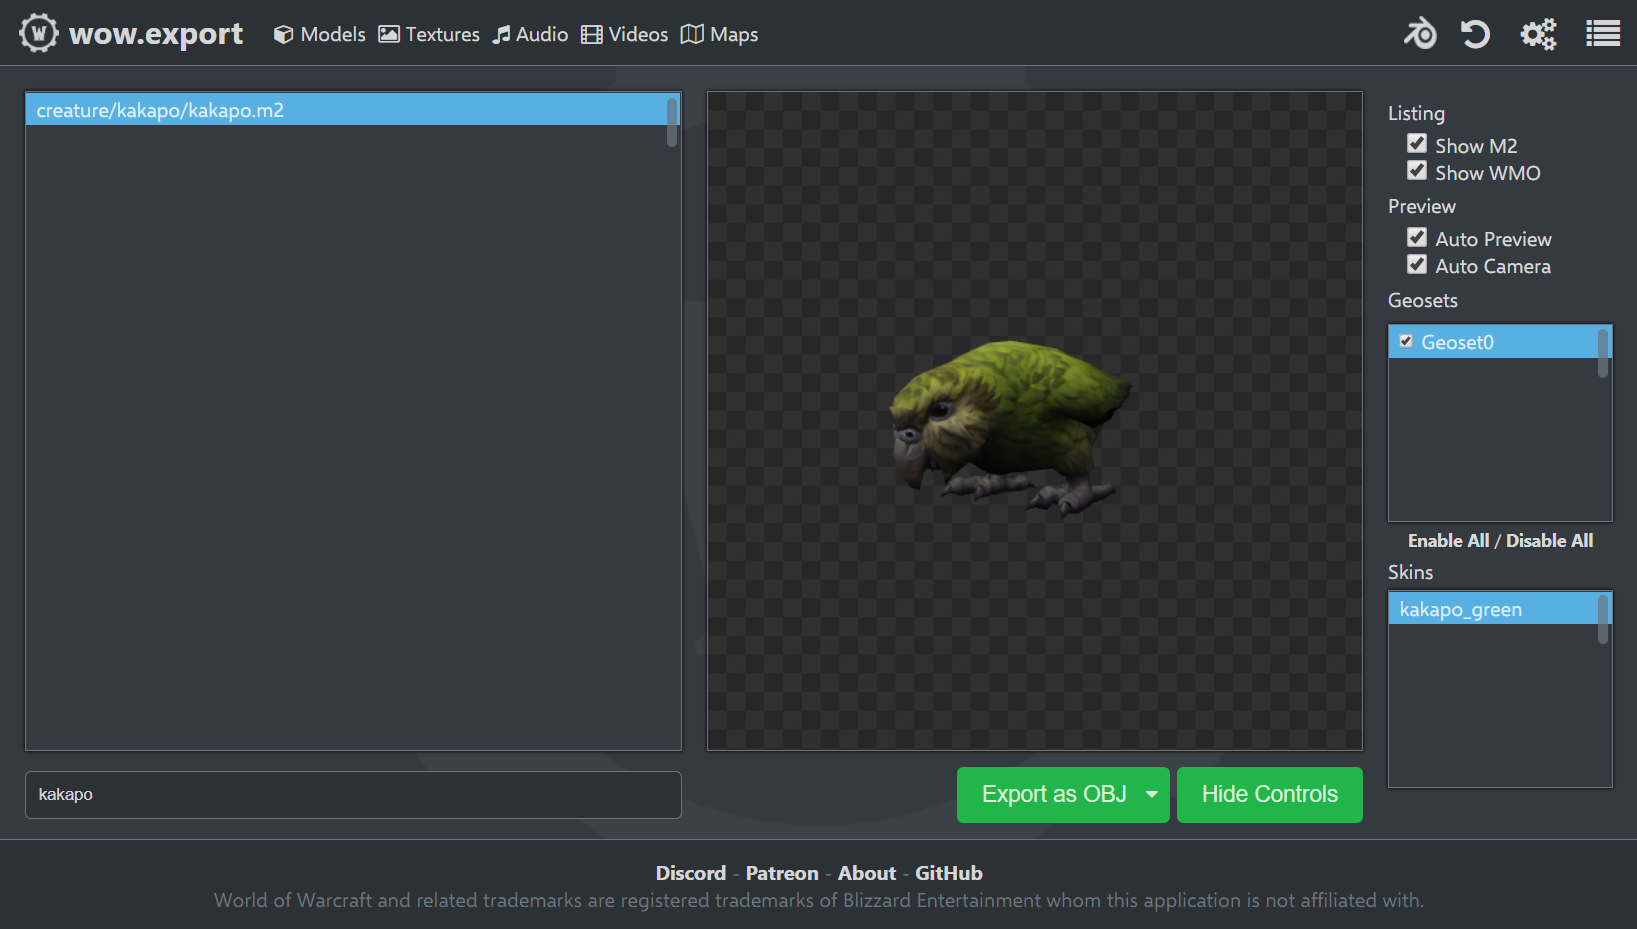 wow.export Models Textures Audio Videos Maps
creature/kakapo/kakapo.m2
Listing
Show M2
Show WMO
Preview
Auto Preview
Auto Camera
Geosets
Geoset0
Enable All / Disable All
Skins
kakapo_green
kakapo
Export as OBJ
Hide Controls
Discord - Patreon - About - GitHub
World of Warcraft and related trademarks are registered trademarks of Blizzard Entertainment whom this application is not affiliated with.